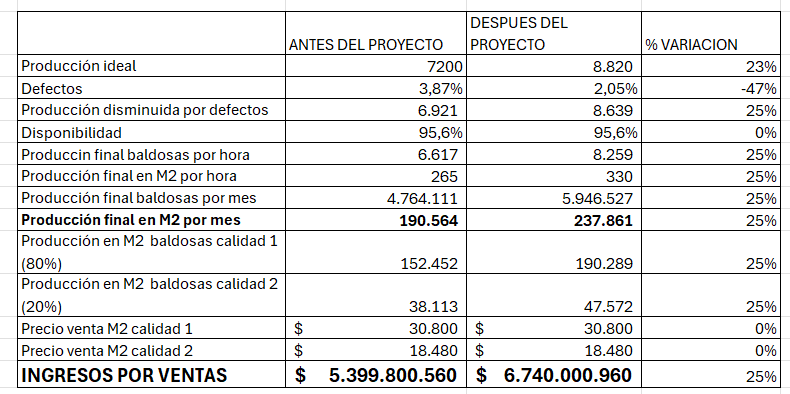 ANTES DEL PROYECTO DESPUES DEL PROYECTO % VARIACION
Producción ideal 7200 8.820 23%
Defectos 3,87% 2,05% -47%
Producción disminuida por defectos 6.921 8.639 25%
Disponibilidad 95,6% 95,6% 0%
Produccin final baldosas por hora 6.617 8.259 25%
Producción final en M2 por hora 265 330 25%
Producción final baldosas por mes 4.764.111 5.946.527 25%
Producción final en M2 por mes 190.564 237.861 25%
Producción en M2 baldosas calidad 1
(80%) 152.452 190.289 25%
Producción en M2 baldosas calidad 2
(20%) 38.113 47.572 25%
Precio venta M2 calidad 1 $ 30.800 $ 30.800 0%
Precio venta M2 calidad 2 $ 18.480 $ 18.480 0%
INGRESOS POR VENTAS $ 5.399.800.560 $ 6.740.000.960 25%